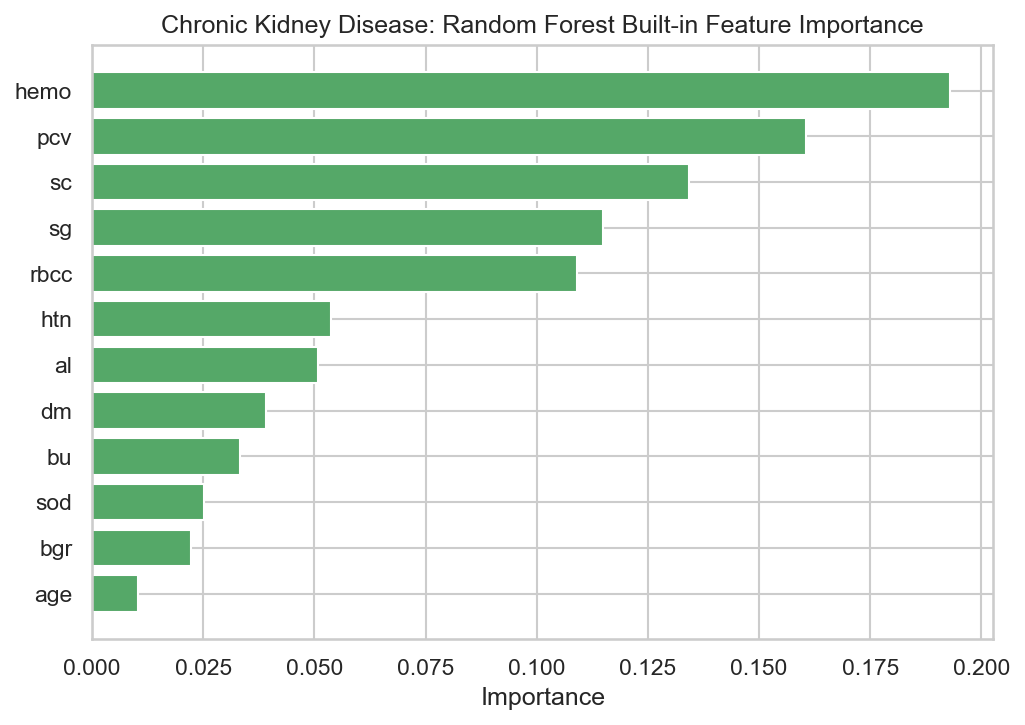 Chronic Kidney Disease: Random Forest Built-in Feature Importance
hemo
pcv
sc
sg
rbcc
htn
al
dm
bu
sod
bgr
age
0.000 0.025 0.050 0.075 0.100 0.125 0.150 0.175 0.200
Importance